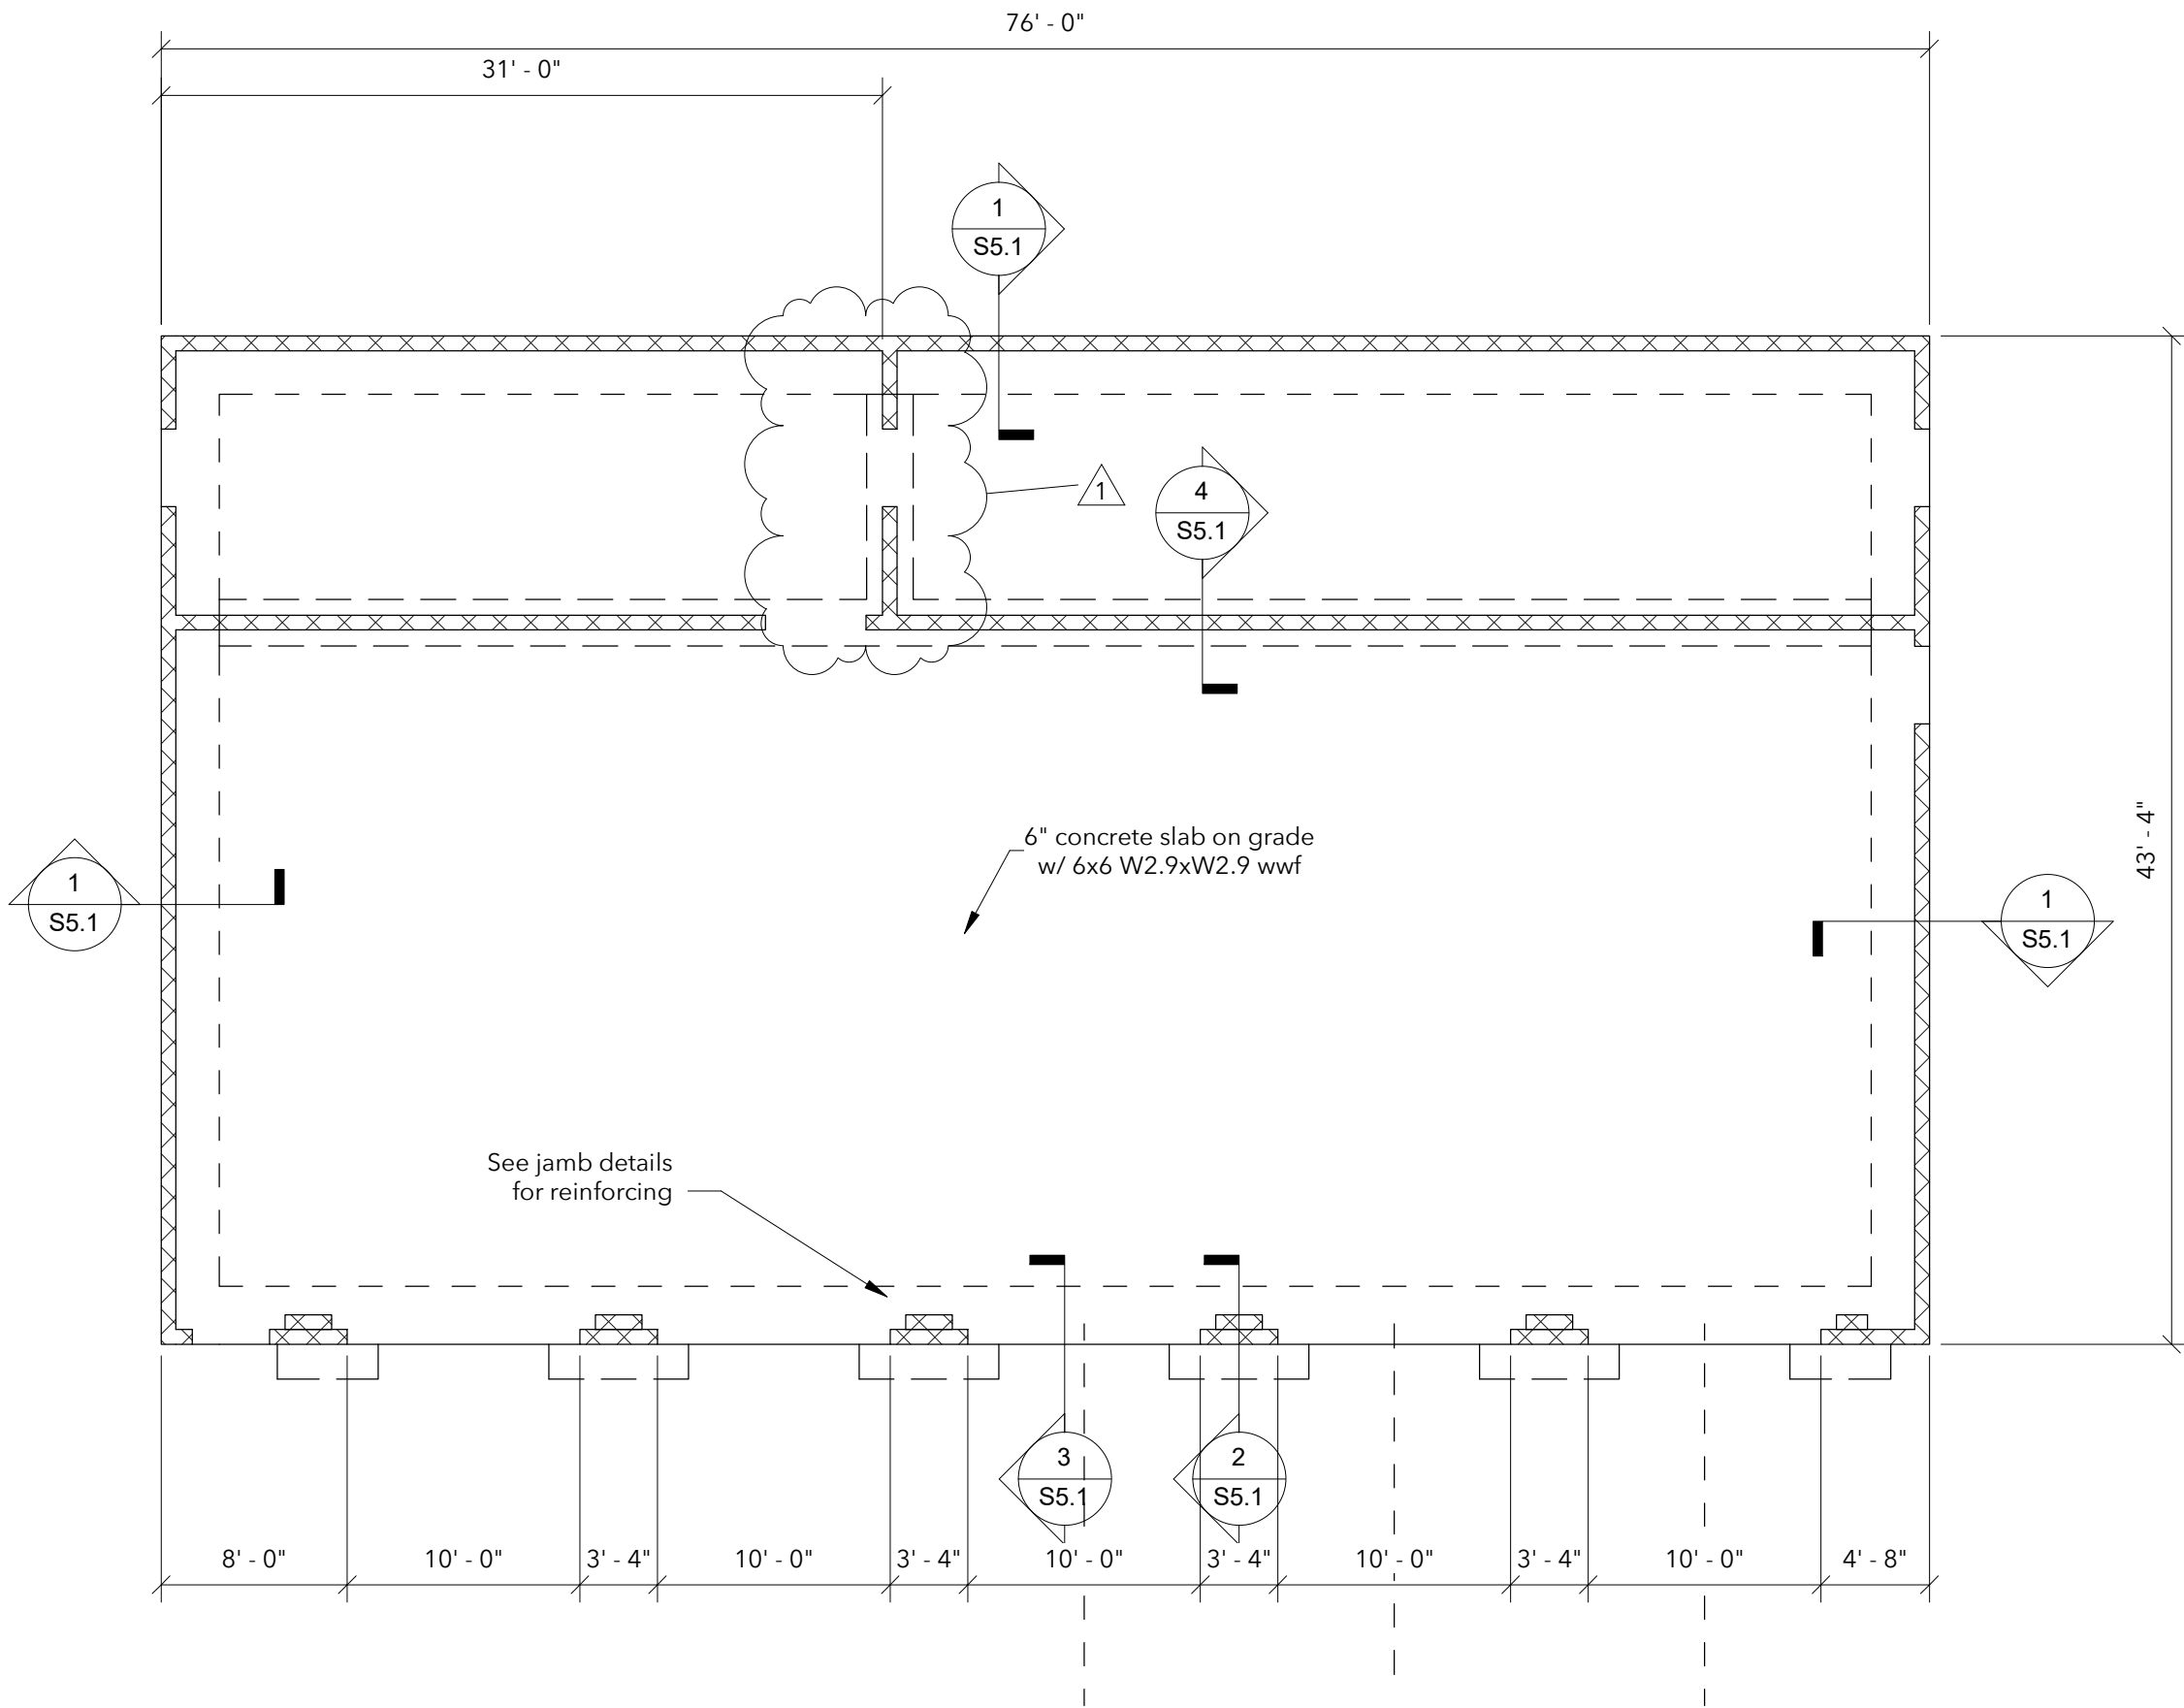 76' - 0"
31' - 0"
1
S5.1
1
4
S5.1
6" concrete slab on grade
w/ 6x6 W2.9xW2.9 wwf
43' - 4"
1
S5.1
1
S5.1
See jamb details
for reinforcing
3
S5.1
2
S5.1
8' - 0"
10' - 0"
3' - 4"
10' - 0"
3' - 4"
10' - 0"
3' - 4"
10' - 0"
3' - 4"
10' - 0"
4' - 8"